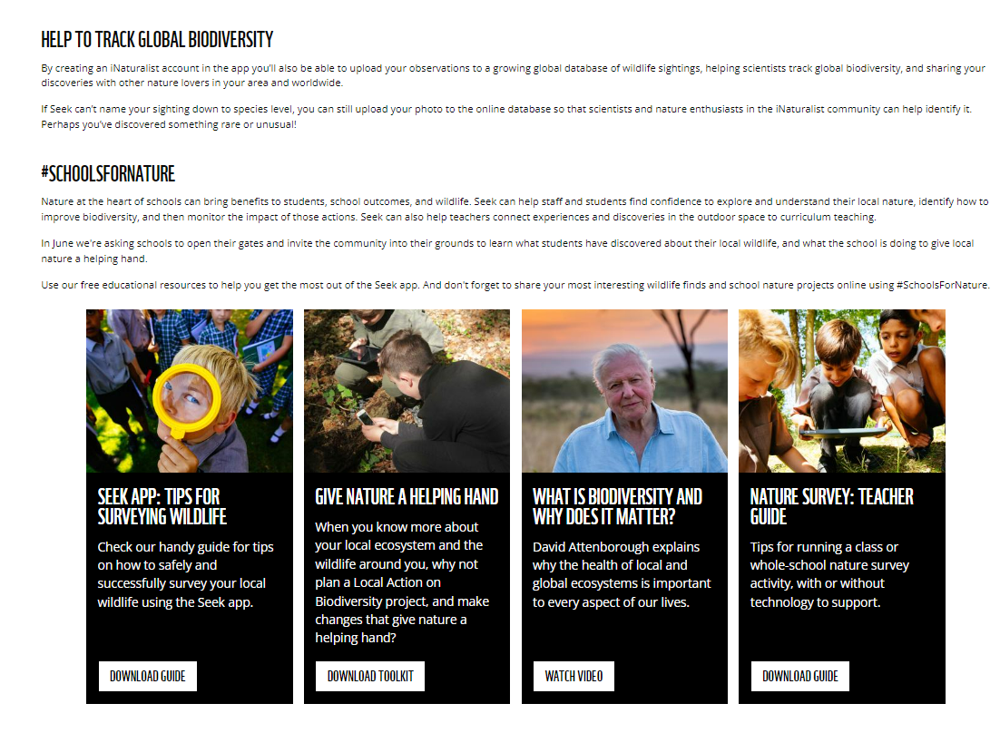 HELP TO TRACK GLOBAL BIODIVERSITY
By creating an iNaturalist account in the app you'll also be able to upload your observations to a growing global database of wildlife sightings, helping scientists track global biodiversity, and sharing your
discoveries with other nature lovers in your area and worldwide.
If Seek can't name your sighting down to species level, you can still upload your photo to the online database so that scientists and nature enthusiasts in the iNaturalist community can help identify it.
Perhaps you've discovered something rare or unusual!
#SCHOOLSFORNATURE
Nature at the heart of schools can bring benefits to students, school outcomes, and wildlife. Seek can help staff and students find confidence to explore and understand their local nature, identify how to
improve biodiversity, and then monitor the impact of those actions. Seek can also help teachers connect experiences and discoveries in the outdoor space to curriculum teaching.
In June we're asking schools to open their gates and invite the community into their grounds to learn what students have discovered about their local wildlife, and what the school is doing to give local
nature a helping hand.
Use our free educational resources to help you get the most out of the Seek app. And don't forget to share your most interesting wildlife finds and school nature projects online using #SchoolsForNature.
SEEK APP: TIPS FOR
SURVEYING WILDLIFE
Check our handy guide for tips
on how to safely and
successfully survey your local
wildlife using the Seek app.
DOWNLOAD GUIDE
GIVE NATURE A HELPING HAND
When you know more about
your local ecosystem and the
wildlife around you, why not
plan a Local Action on
Biodiversity project, and make
changes that give nature a
helping hand?
DOWNLOAD TOOLKIT
WHAT IS BIODIVERSITY AND
WHY DOES IT MATTER?
David Attenborough explains
why the health of local and
global ecosystems is important
to every aspect of our lives.
WATCH VIDEO
NATURE SURVEY: TEACHER
GUIDE
Tips for running a class or
whole-school nature survey
activity, with or without
technology to support.
DOWNLOAD GUIDE